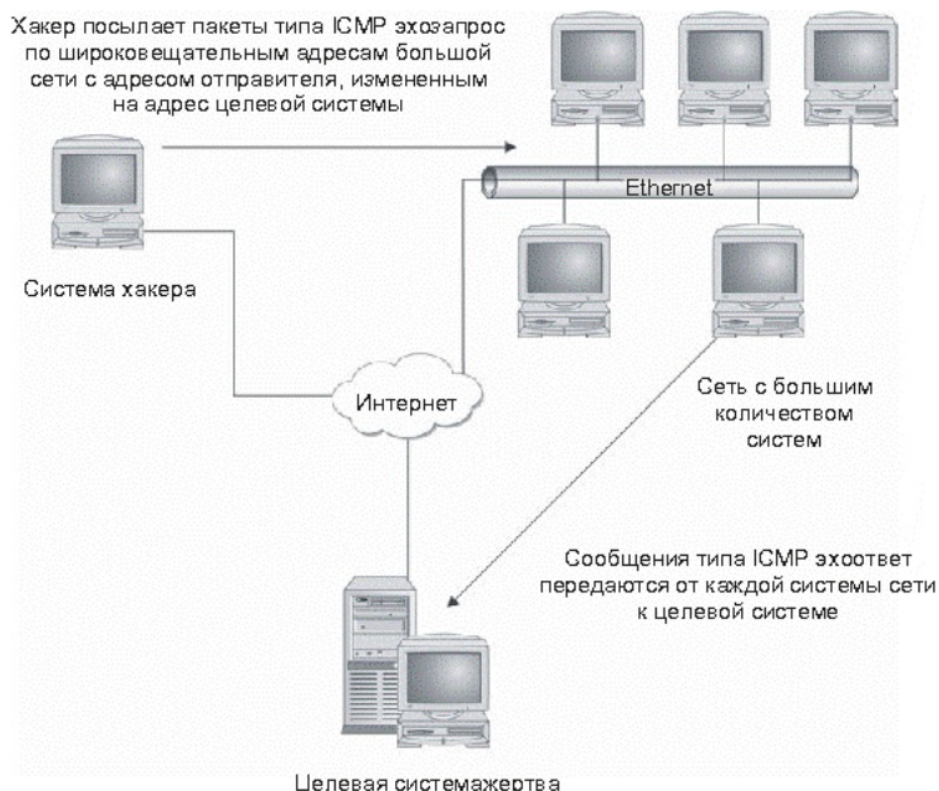 Хакер посылает пакеты типа ICMP эхозапрос
по широковещательным адресам большой
сети с адресом отправителя, измененным
на адрес целевой системы
Ethernet
Система хакера
Интернет
Сеть с большим
количеством
систем
Сообщения типа ICMP эхоответ
передаются от каждой системы сети
к целевой системе
Целевая системажертва